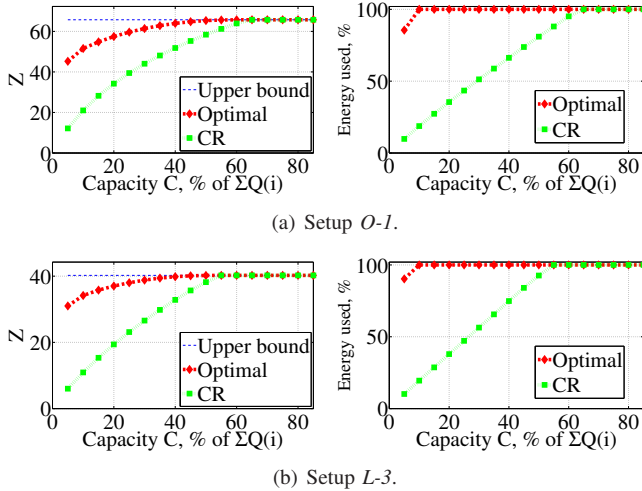 Z
60
40
20
0
0 20 40 60 80
Capacity C, % of ΣQ(i)
Upper bound
Optimal
CR
Energy used, %
100
50
0
0 20 40 60 80
Capacity C, % of ΣQ(i)
Optimal
CR
(a) Setup O-1.
Z
40
20
0
0 20 40 60 80
Capacity C, % of ΣQ(i)
Upper bound
Optimal
CR
Energy used, %
100
50
0
0 20 40 60 80
Capacity C, % of ΣQ(i)
Optimal
CR
(b) Setup L-3.